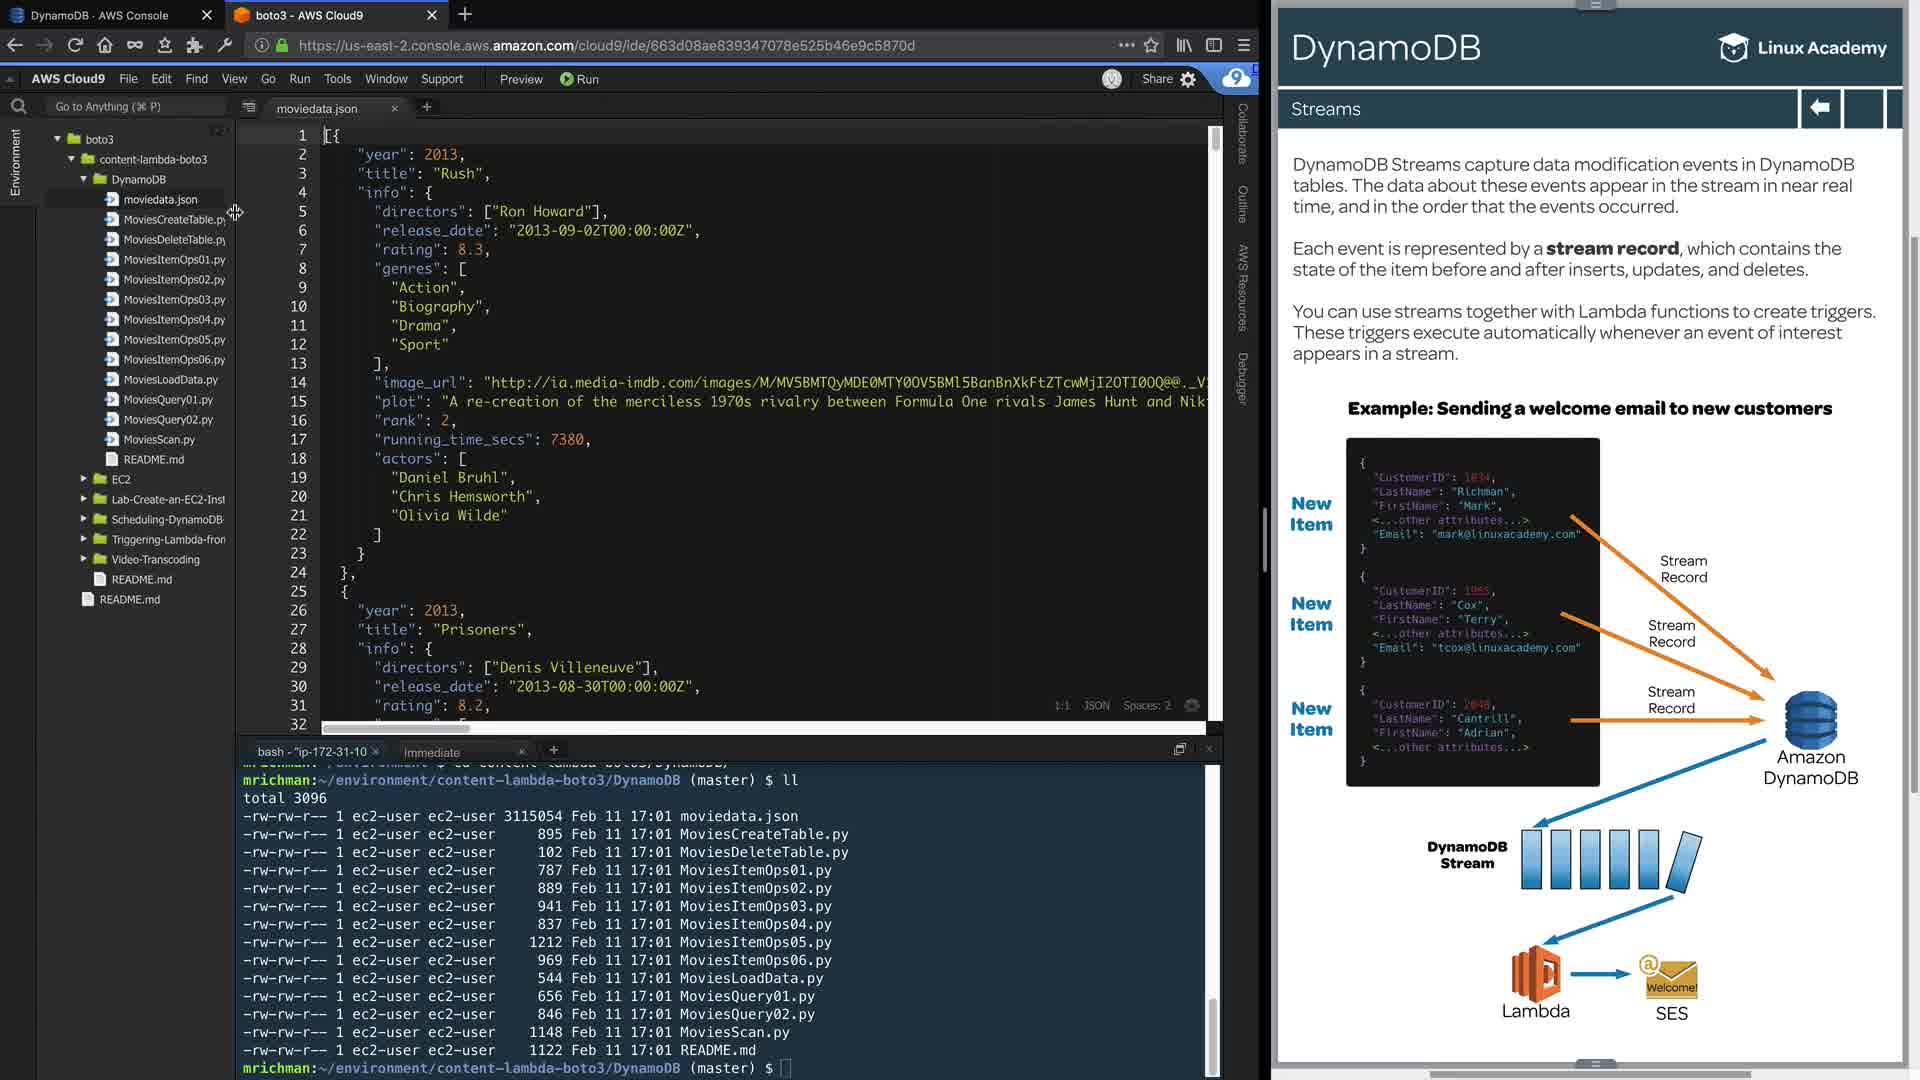 DynamoDB - AWS Console
boto3 - AWS Cloud9
https://us-east-2.console.aws.amazon.com/cloud9/ide/663d08ae839347078e525b46e9c5870d
AWS Cloud9 File Edit Find View Go Run Tools Window Support Preview Run Share
Go to Anything (⌘ P)
moviedata.json
Environment
boto3
content-lambda-boto3
DynamoDB
moviedata.json
MoviesCreateTable.py
MoviesDeleteTable.py
MoviesItemOps01.py
MoviesItemOps02.py
MoviesItemOps03.py
MoviesItemOps04.py
MoviesItemOps05.py
MoviesItemOps06.py
MoviesLoadData.py
MoviesQuery01.py
MoviesQuery02.py
MoviesScan.py
README.md
EC2
Lab-Create-an-EC2-Inst
Scheduling-DynamoDB
Triggering-Lambda-fron
Video-Transcoding
README.md
README.md
1 [{
2 "year": 2013,
3 "title": "Rush",
4 "info": {
5 "directors": ["Ron Howard"],
6 "release_date": "2013-09-02T00:00:00Z",
7 "rating": 8.3,
8 "genres": [
9 "Action",
10 "Biography",
11 "Drama",
12 "Sport"
13 ],
14 "image_url": "http://ia.media-imdb.com/images/M/MV5BMTQyMDE0MTY0OV5BMl5BanBnXkFtZTcwMjI2OTI0OQ@@._V
15 "plot": "A re-creation of the merciless 1970s rivalry between Formula One rivals James Hunt and Nik
16 "rank": 2,
17 "running_time_secs": 7380,
18 "actors": [
19 "Daniel Bruhl",
20 "Chris Hemsworth",
21 "Olivia Wilde"
22 ]
23 }
24 },
25 {
26 "year": 2013,
27 "title": "Prisoners",
28 "info": {
29 "directors": ["Denis Villeneuve"],
30 "release_date": "2013-08-30T00:00:00Z",
31 "rating": 8.2,
32
1:1 JSON Spaces: 2
Collaborate
Outline
AWS Resources
Debugger
bash - "ip-172-31-10
Immediate
mrichman:~/environment/content-lambda-boto3/DynamoDB (master) $ ll
total 3096
-rw-rw-r-- 1 ec2-user ec2-user 3115054 Feb 11 17:01 moviedata.json
-rw-rw-r-- 1 ec2-user ec2-user 895 Feb 11 17:01 MoviesCreateTable.py
-rw-rw-r-- 1 ec2-user ec2-user 102 Feb 11 17:01 MoviesDeleteTable.py
-rw-rw-r-- 1 ec2-user ec2-user 787 Feb 11 17:01 MoviesItemOps01.py
-rw-rw-r-- 1 ec2-user ec2-user 889 Feb 11 17:01 MoviesItemOps02.py
-rw-rw-r-- 1 ec2-user ec2-user 941 Feb 11 17:01 MoviesItemOps03.py
-rw-rw-r-- 1 ec2-user ec2-user 837 Feb 11 17:01 MoviesItemOps04.py
-rw-rw-r-- 1 ec2-user ec2-user 1212 Feb 11 17:01 MoviesItemOps05.py
-rw-rw-r-- 1 ec2-user ec2-user 969 Feb 11 17:01 MoviesItemOps06.py
-rw-rw-r-- 1 ec2-user ec2-user 544 Feb 11 17:01 MoviesLoadData.py
-rw-rw-r-- 1 ec2-user ec2-user 656 Feb 11 17:01 MoviesQuery01.py
-rw-rw-r-- 1 ec2-user ec2-user 846 Feb 11 17:01 MoviesQuery02.py
-rw-rw-r-- 1 ec2-user ec2-user 1148 Feb 11 17:01 MoviesScan.py
-rw-rw-r-- 1 ec2-user ec2-user 1122 Feb 11 17:01 README.md
mrichman:~/environment/content-lambda-boto3/DynamoDB (master) $
DynamoDB
Linux Academy
Streams
DynamoDB Streams capture data modification events in DynamoDB
tables. The data about these events appear in the stream in near real
time, and in the order that the events occurred.
Each event is represented by a stream record, which contains the
state of the item before and after inserts, updates, and deletes.
You can use streams together with Lambda functions to create triggers.
These triggers execute automatically whenever an event of interest
appears in a stream.
Example: Sending a welcome email to new customers
New
Item
{
"CustomerID": 1034,
"LastName": "Richman",
"FirstName": "Mark",
<...other attributes...>
"Email": "mark@linuxacademy.com"
}
Stream
Record
New
Item
{
"CustomerID": 1965,
"LastName": "Cox",
"FirstName": "Terry",
<...other attributes...>
"Email": "tcox@linuxacademy.com"
}
Stream
Record
New
Item
{
"CustomerID": 2048,
"LastName": "Cantrill",
"FirstName": "Adrian",
<...other attributes...>
}
Stream
Record
Amazon
DynamoDB
DynamoDB
Stream
Lambda
@
Welcome!
SES